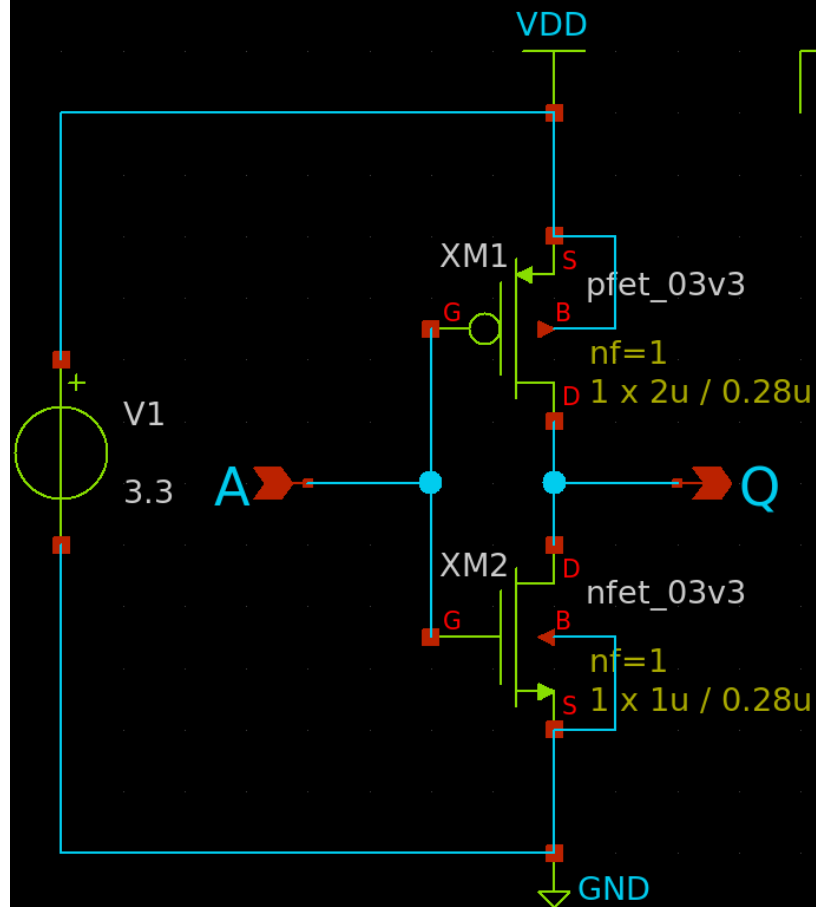 VDD
XM1
S
pfet_03v3
G
B
nf=1
D
1 x 2u / 0.28u
+
V1
3.3
A
Q
XM2
D
nfet_03v3
G
B
nf=1
S
1 x 1u / 0.28u
GND